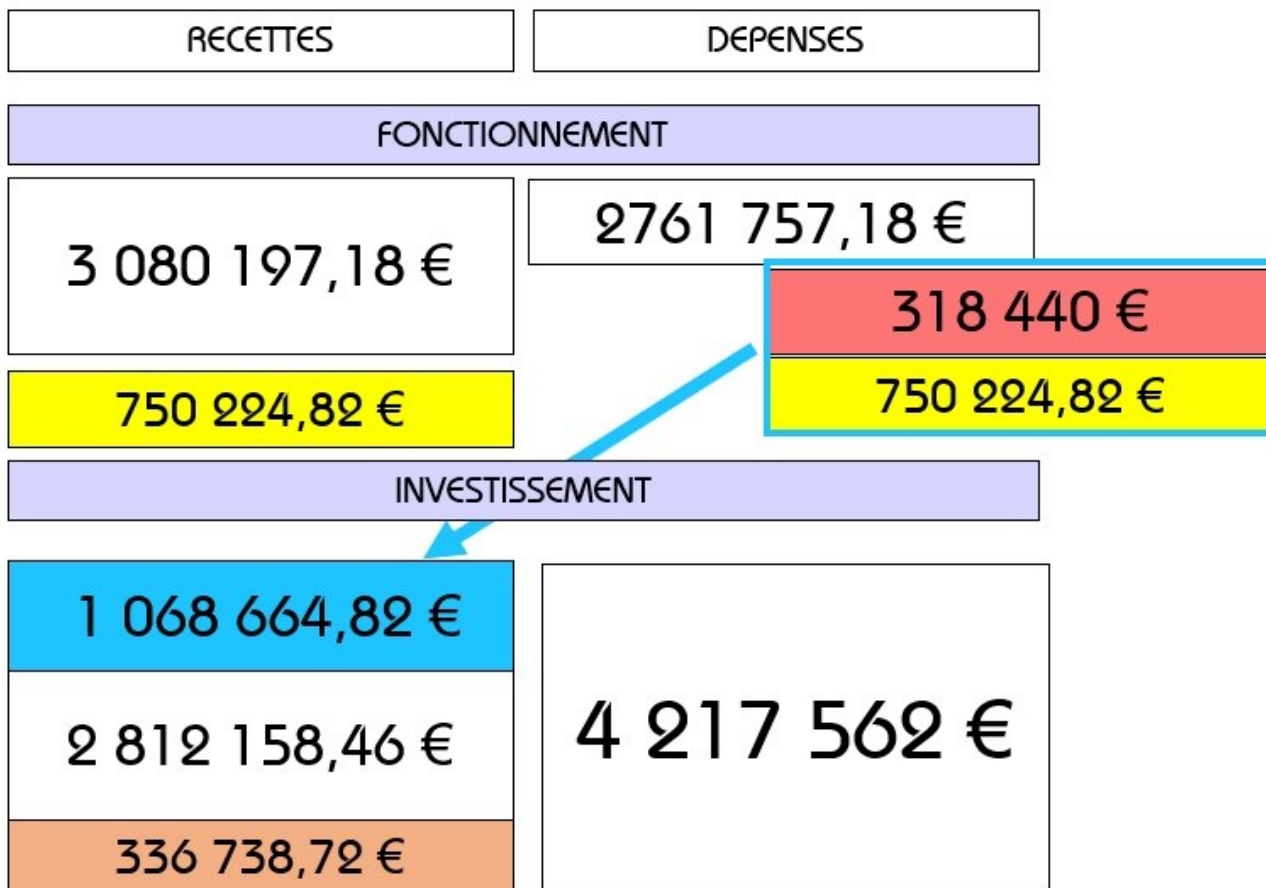 RECETTES
DEPENSES
FONCTIONNEMENT
3 080 197,18 €
2761 757,18 €
318 440 €
750 224,82 €
750 224,82 €
INVESTISSEMENT
1 068 664,82 €
2 812 158,46 €
336 738,72 €
4 217 562 €